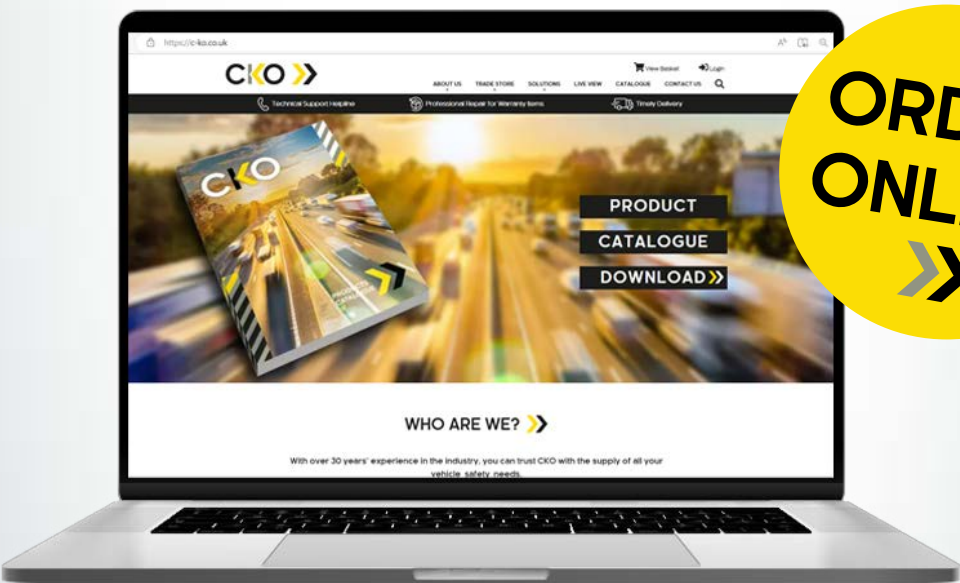 https://c-ko.co.uk
CKO
View Basket
Login
ABOUT US
TRADE STORE
SOLUTIONS
LIVE VIEW
CATALOGUE
CONTACT US
Technical Support Helpline
Professional Repair for Warranty Items
Timely Delivery
CKO
PRODUCTS
CATALOGUE
PRODUCT
CATALOGUE
DOWNLOAD
WHO ARE WE?
With over 30 years' experience in the industry, you can trust CKO with the supply of all your
vehicle safety needs.
ORD
ONL